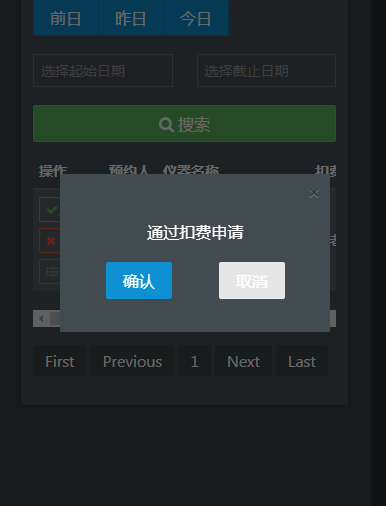 前日 昨日 今日
选择起始日期 选择截止日期
搜索
操作 预约人 仪器名称
×
通过扣费申请
确认 取消
First Previous 1 Next Last